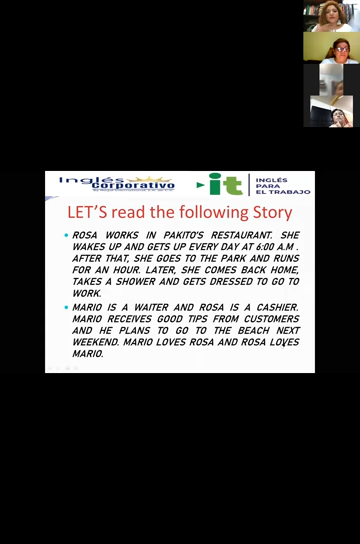 Inglés
Corporativo
it
INGLÉS
PARA
EL TRABAJO
LET'S read the following Story
ROSA WORKS IN PAKITO'S RESTAURANT. SHE
WAKES UP AND GETS UP EVERY DAY AT 6:00 A.M .
AFTER THAT, SHE GOES TO THE PARK AND RUNS
FOR AN HOUR. LATER, SHE COMES BACK HOME,
TAKES A SHOWER AND GETS DRESSED TO GO TO
WORK.
MARIO IS A WAITER AND ROSA IS A CASHIER.
MARIO RECEIVES GOOD TIPS FROM CUSTOMERS
AND HE PLANS TO GO TO THE BEACH NEXT
WEEKEND. MARIO LOVES ROSA AND ROSA LOVES
MARIO.